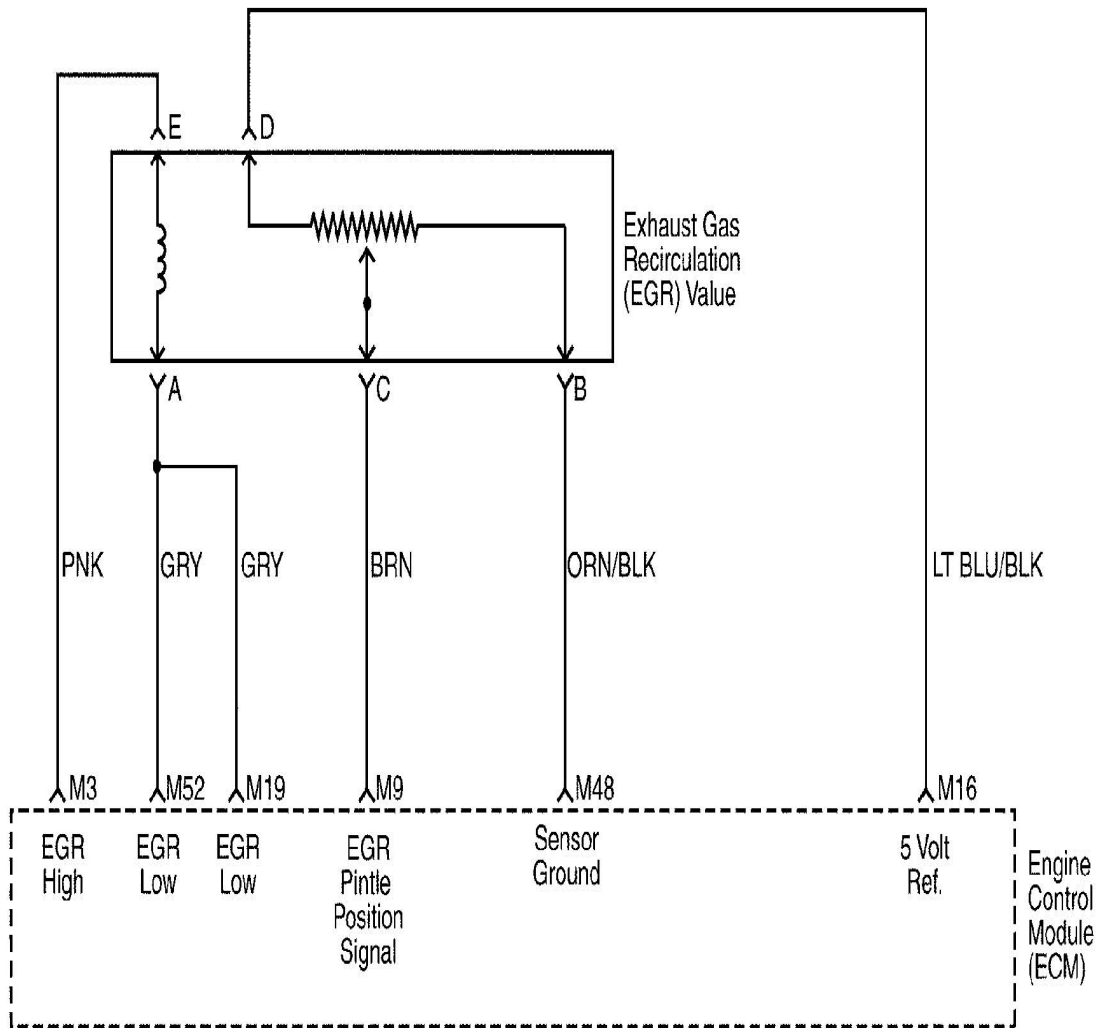 E
D
Exhaust Gas
Recirculation
(EGR) Value
A
C
B
PNK
GRY
GRY
BRN
ORN/BLK
LT BLU/BLK
M3
M52
M19
M9
M48
M16
EGR
High
EGR
Low
EGR
Low
EGR
Pintle
Position
Signal
Sensor
Ground
5 Volt
Ref.
Engine
Control
Module
(ECM)